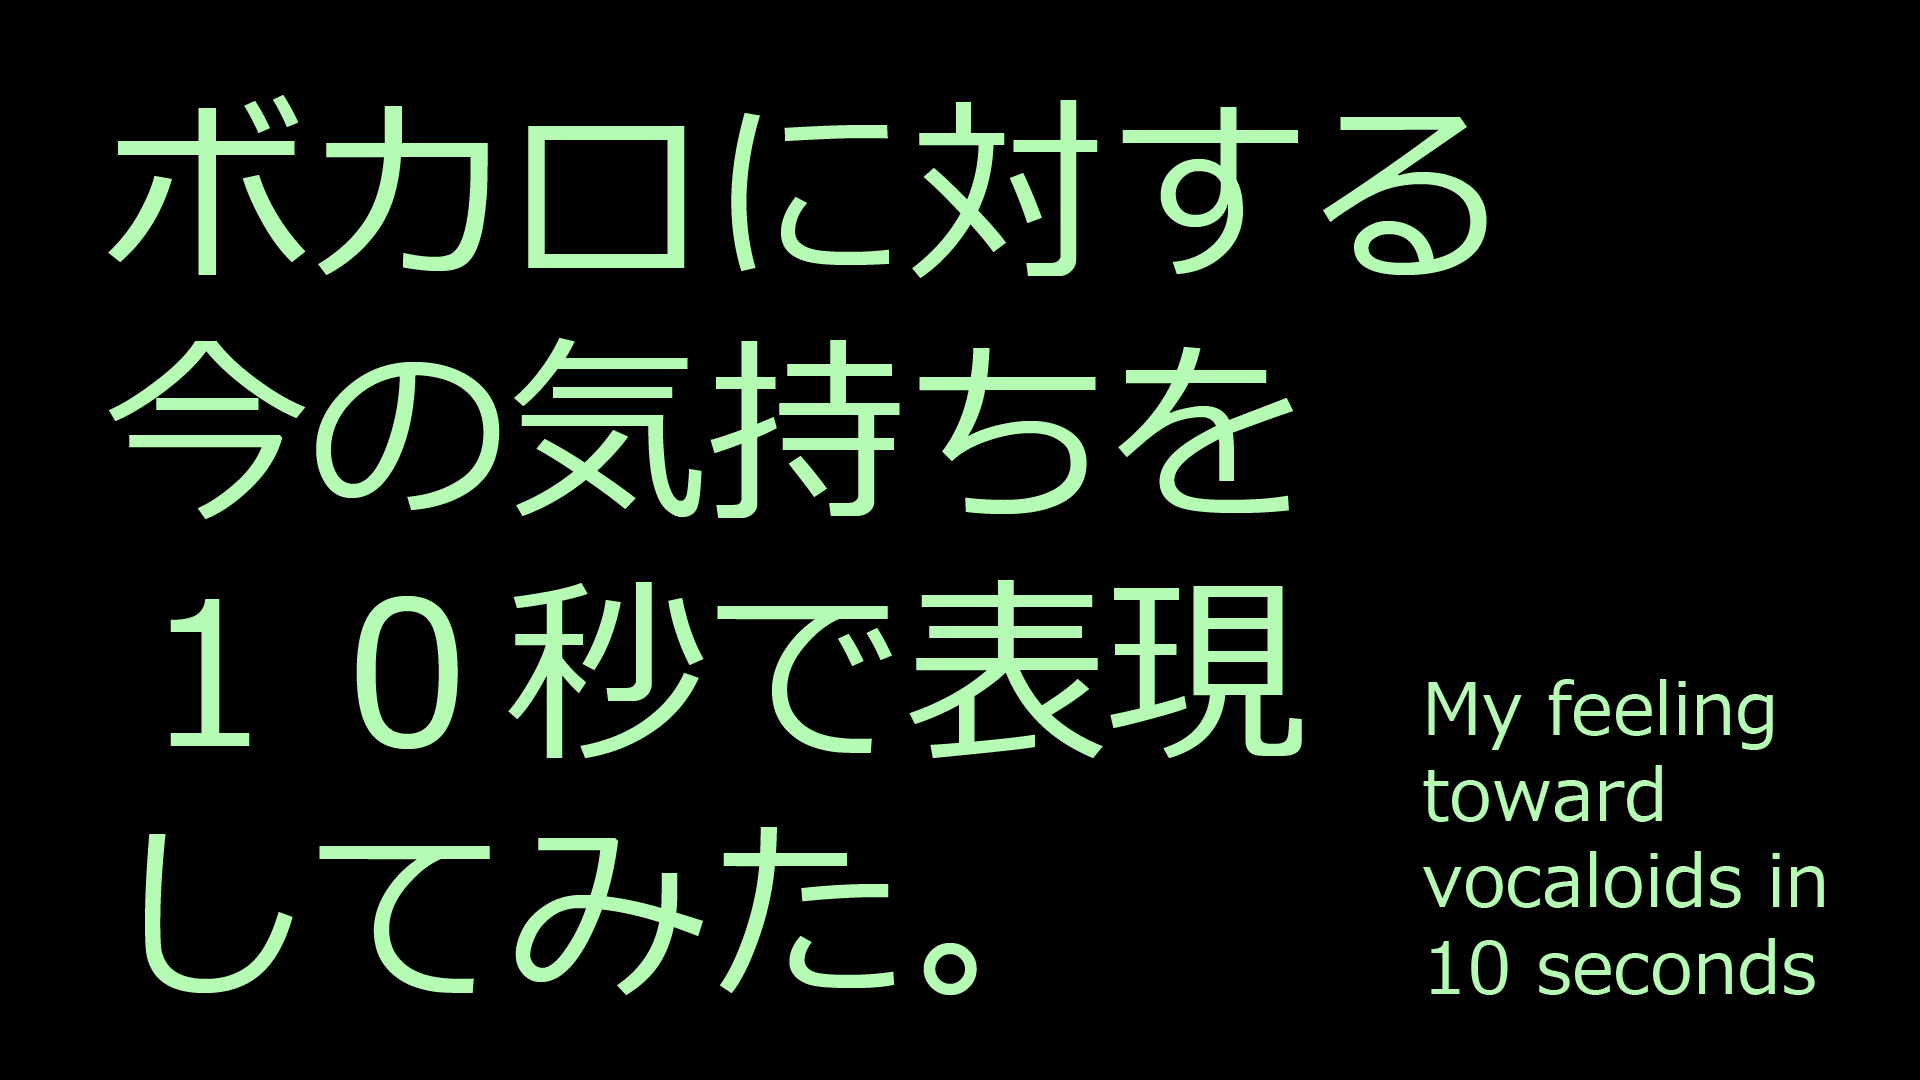 ボカロに対する
今の気持ちを
１０秒で表現
してみた。
My feeling
toward
vocaloids in
10 seconds